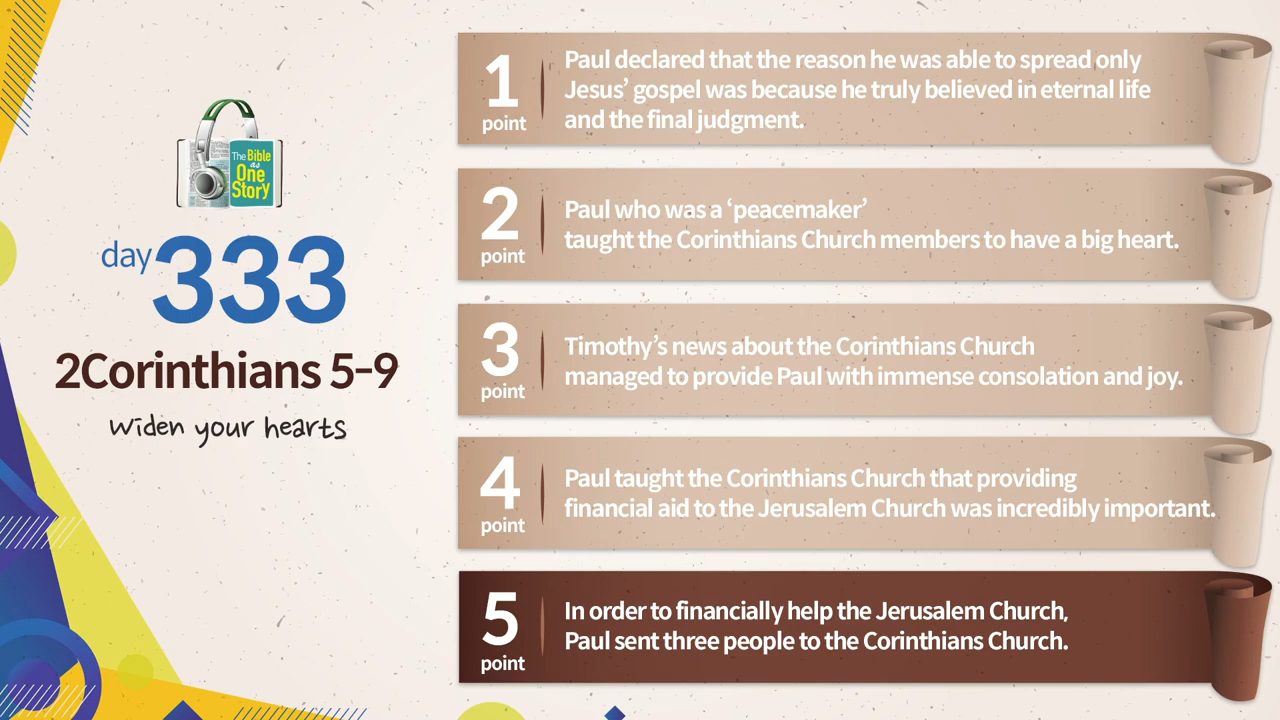 The Bible
as
One
Story
day 333
2Corinthians 5-9
Widen your hearts
1
point
Paul declared that the reason he was able to spread only
Jesus' gospel was because he truly believed in eternal life
and the final judgment.
2
point
Paul who was a ‘peacemaker’
taught the Corinthians Church members to have a big heart.
3
point
Timothy’s news about the Corinthians Church
managed to provide Paul with immense consolation and joy.
4
point
Paul taught the Corinthians Church that providing
financial aid to the Jerusalem Church was incredibly important.
5
point
In order to financially help the Jerusalem Church,
Paul sent three people to the Corinthians Church.